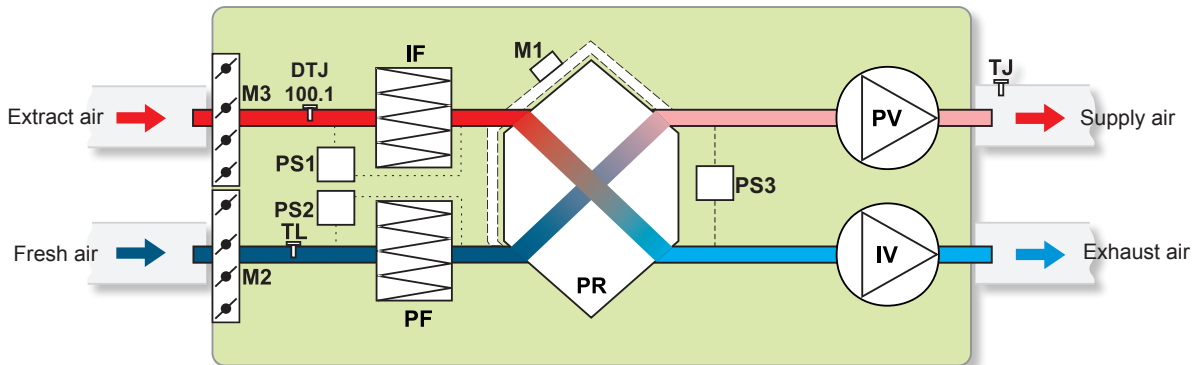 IF
M1
TJ
DTJ
100.1
M3
Extract air
PV
Supply air
PS1
PS3
PS2
TL
Fresh air
IV
Exhaust air
M2
PR
PF